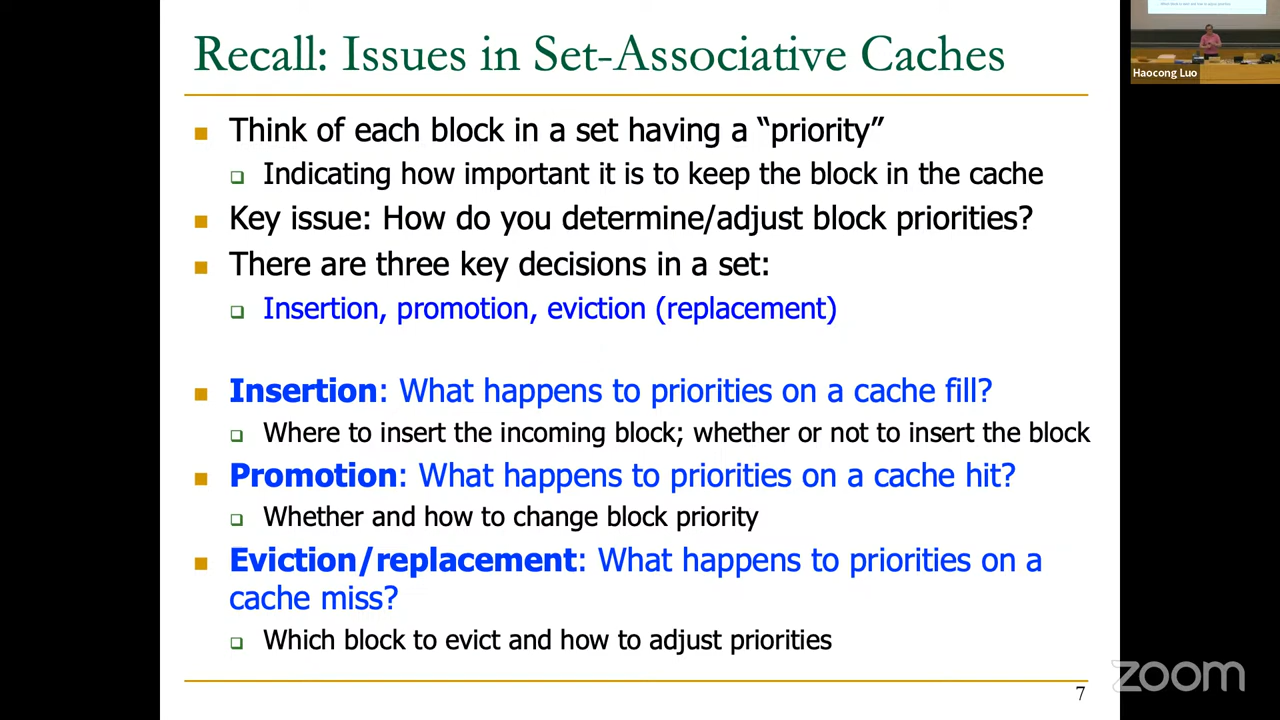 Recall: Issues in Set-Associative Caches
Haocong Luo
Think of each block in a set having a “priority”
Indicating how important it is to keep the block in the cache
Key issue: How do you determine/adjust block priorities?
There are three key decisions in a set:
Insertion, promotion, eviction (replacement)
Insertion: What happens to priorities on a cache fill?
Where to insert the incoming block; whether or not to insert the block
Promotion: What happens to priorities on a cache hit?
Whether and how to change block priority
Eviction/replacement: What happens to priorities on a
cache miss?
Which block to evict and how to adjust priorities
7
zoom